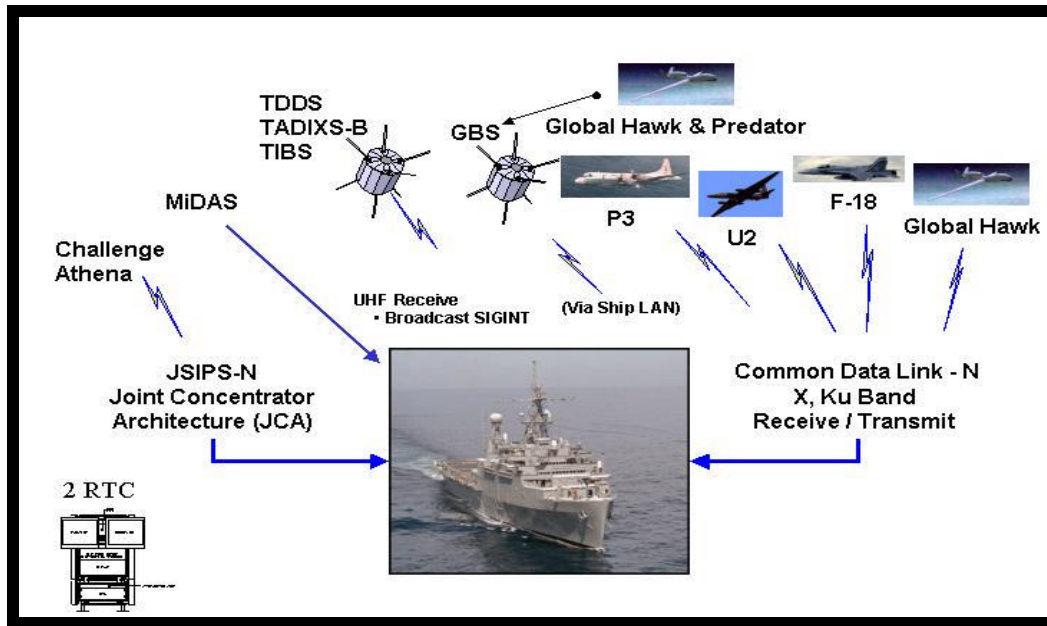 TDDS
TADIXS-B
TIBS
GBS
Global Hawk & Predator
MiDAS
P3
U2
F-18
Global Hawk
Challenge
Athena
UHF Receive
• Broadcast SIGINT
(Via Ship LAN)
JSIPS-N
Joint Concentrator
Architecture (JCA)
Common Data Link - N
X, Ku Band
Receive / Transmit
2 RTC